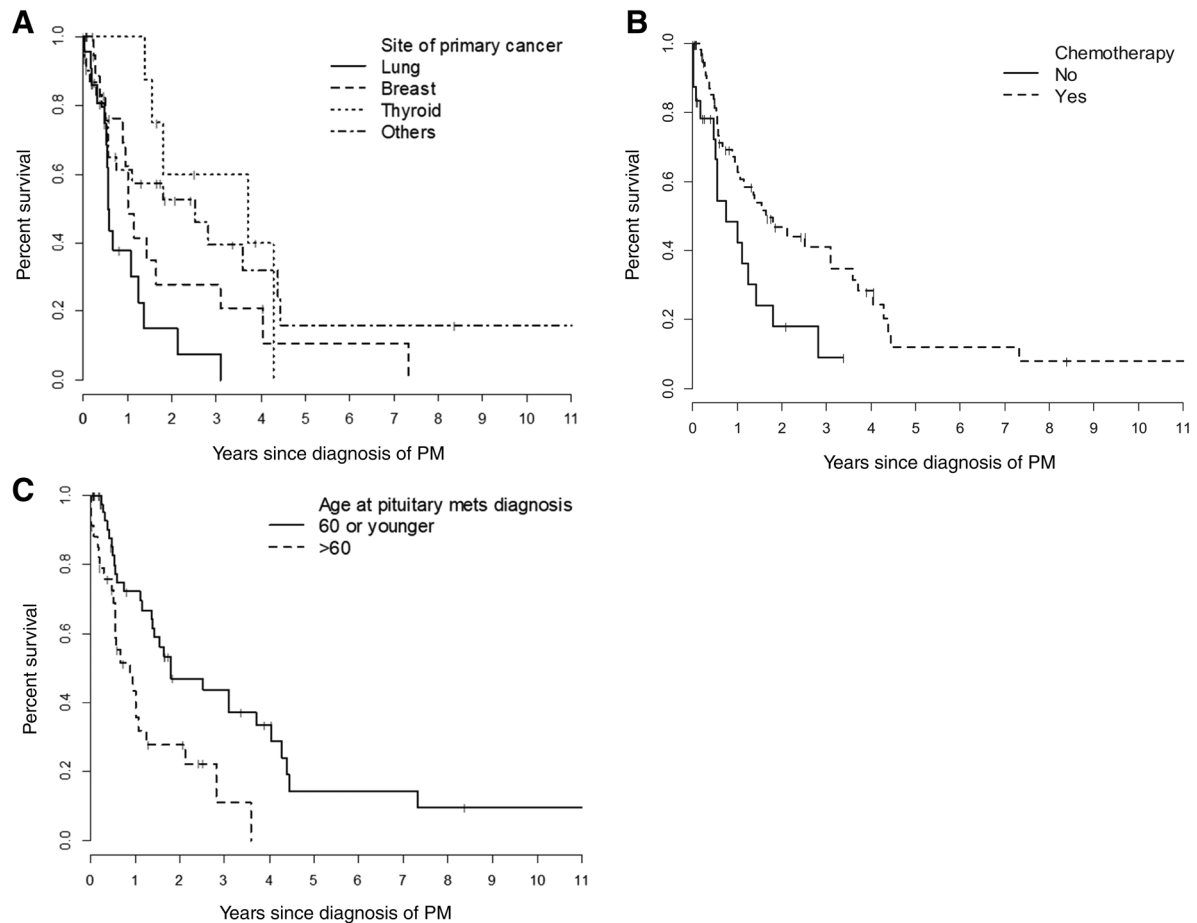 A
Site of primary cancer
Lung
Breast
Thyroid
Others
Percent survival
0.0 0.2 0.4 0.6 0.8 1.0
0 1 2 3 4 5 6 7 8 9 10 11
Years since diagnosis of PM
B
Chemotherapy
No
Yes
Percent survival
0.0 0.2 0.4 0.6 0.8 1.0
0 1 2 3 4 5 6 7 8 9 10 11
Years since diagnosis of PM
C
Age at pituitary mets diagnosis
60 or younger
>60
Percent survival
0.0 0.2 0.4 0.6 0.8 1.0
0 1 2 3 4 5 6 7 8 9 10 11
Years since diagnosis of PM